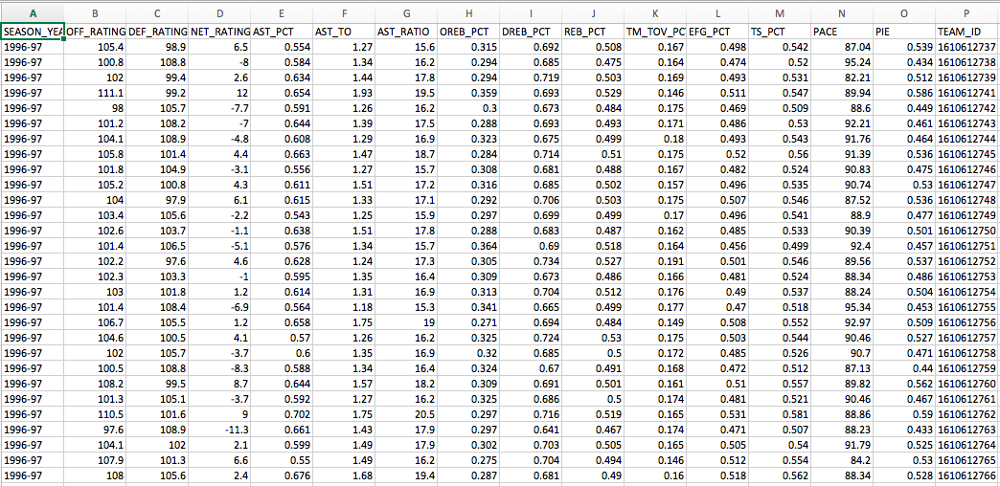 A B C D E F G H I J K L M N O P
SEASON_YEA OFF_RATING DEF_RATING NET_RATING AST_PCT AST_TO AST_RATIO OREB_PCT DREB_PCT REB_PCT TM_TOV_PC EFG_PCT TS_PCT PACE PIE TEAM_ID
1996-97 105.4 98.9 6.5 0.554 1.27 15.6 0.315 0.692 0.508 0.167 0.498 0.542 87.04 0.539 1610612737
1996-97 100.8 108.8 -8 0.584 1.34 16.2 0.294 0.685 0.475 0.164 0.474 0.52 95.24 0.434 1610612738
1996-97 102 99.4 2.6 0.634 1.44 17.8 0.294 0.719 0.503 0.169 0.493 0.531 82.21 0.512 1610612739
1996-97 111.1 99.2 12 0.654 1.93 19.5 0.359 0.693 0.529 0.146 0.511 0.547 89.94 0.586 1610612741
1996-97 98 105.7 -7.7 0.591 1.26 16.2 0.3 0.673 0.484 0.175 0.469 0.509 88.6 0.449 1610612742
1996-97 101.2 108.2 -7 0.644 1.39 17.5 0.288 0.693 0.493 0.171 0.486 0.53 92.21 0.461 1610612743
1996-97 104.1 108.9 -4.8 0.608 1.29 16.9 0.323 0.675 0.499 0.18 0.493 0.543 91.76 0.464 1610612744
1996-97 105.8 101.4 4.4 0.663 1.47 18.7 0.284 0.714 0.51 0.175 0.52 0.56 91.39 0.536 1610612745
1996-97 101.8 104.9 -3.1 0.556 1.27 15.7 0.308 0.681 0.488 0.167 0.482 0.524 90.83 0.475 1610612746
1996-97 105.2 100.8 4.3 0.611 1.51 17.2 0.316 0.685 0.502 0.157 0.496 0.535 90.74 0.53 1610612747
1996-97 104 97.9 6.1 0.615 1.33 17.1 0.292 0.706 0.503 0.175 0.507 0.546 87.52 0.536 1610612748
1996-97 103.4 105.6 -2.2 0.543 1.25 15.9 0.297 0.699 0.499 0.17 0.496 0.541 88.9 0.477 1610612749
1996-97 102.6 103.7 -1.1 0.638 1.51 17.8 0.288 0.683 0.487 0.162 0.485 0.533 90.39 0.501 1610612750
1996-97 101.4 106.5 -5.1 0.576 1.34 15.7 0.364 0.69 0.518 0.164 0.456 0.499 92.4 0.457 1610612751
1996-97 102.2 97.6 4.6 0.628 1.24 17.3 0.305 0.734 0.527 0.191 0.501 0.546 89.56 0.537 1610612752
1996-97 102.3 103.3 -1 0.595 1.35 16.4 0.309 0.673 0.486 0.166 0.481 0.524 88.34 0.486 1610612753
1996-97 103 101.8 1.2 0.614 1.31 16.9 0.313 0.704 0.512 0.176 0.49 0.537 88.24 0.504 1610612754
1996-97 101.4 108.4 -6.9 0.564 1.18 15.3 0.341 0.665 0.499 0.177 0.47 0.518 95.34 0.453 1610612755
1996-97 106.7 105.5 1.2 0.658 1.75 19 0.271 0.694 0.484 0.149 0.508 0.552 92.97 0.509 1610612756
1996-97 104.6 100.5 4.1 0.57 1.26 16.2 0.325 0.724 0.53 0.175 0.503 0.544 90.46 0.527 1610612757
1996-97 102 105.7 -3.7 0.6 1.35 16.9 0.32 0.685 0.5 0.172 0.485 0.526 90.7 0.471 1610612758
1996-97 100.5 108.8 -8.3 0.588 1.34 16.4 0.324 0.67 0.491 0.168 0.472 0.512 87.13 0.44 1610612759
1996-97 108.2 99.5 8.7 0.644 1.57 18.2 0.309 0.691 0.501 0.161 0.51 0.557 89.82 0.562 1610612760
1996-97 101.3 105.1 -3.7 0.592 1.27 16.2 0.325 0.686 0.5 0.174 0.481 0.521 90.46 0.467 1610612761
1996-97 110.5 101.6 9 0.702 1.75 20.5 0.297 0.716 0.519 0.165 0.531 0.581 88.86 0.59 1610612762
1996-97 97.6 108.9 -11.3 0.661 1.43 17.9 0.297 0.641 0.467 0.174 0.471 0.507 88.23 0.433 1610612763
1996-97 104.1 102 2.1 0.599 1.49 17.9 0.302 0.703 0.505 0.165 0.505 0.54 91.79 0.525 1610612764
1996-97 107.9 101.3 6.6 0.55 1.49 16.2 0.275 0.704 0.494 0.146 0.512 0.554 84.2 0.53 1610612765
1996-97 108 105.6 2.4 0.676 1.68 19.4 0.287 0.681 0.49 0.16 0.518 0.562 88.34 0.528 1610612766